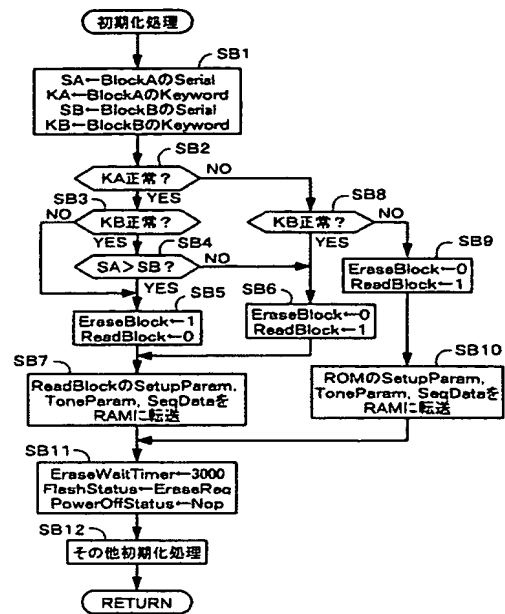 初期化処理
SB1
SA←BlockAのSerial
KA←BlockAのKeyword
SB←BlockBのSerial
KB←BlockBのKeyword
SB2
KA正常?
NO
YES
SB3
NO
KB正常?
YES
SB8
KB正常?
NO
YES
SB4
SA>SB?
NO
YES
SB9
EraseBlock←0
ReadBlock←1
SB5
EraseBlock←1
ReadBlock←0
SB6
EraseBlock←0
ReadBlock←1
SB7
ReadBlockのSetupParam,
ToneParam, SeqDataを
RAMに転送
SB10
ROMのSetupParam,
ToneParam, SeqDataを
RAMに転送
SB11
EraseWaitTimer←3000
FlashStatus←EraseReq
PowerOffStatus←Nop
SB12
その他初期化処理
RETURN